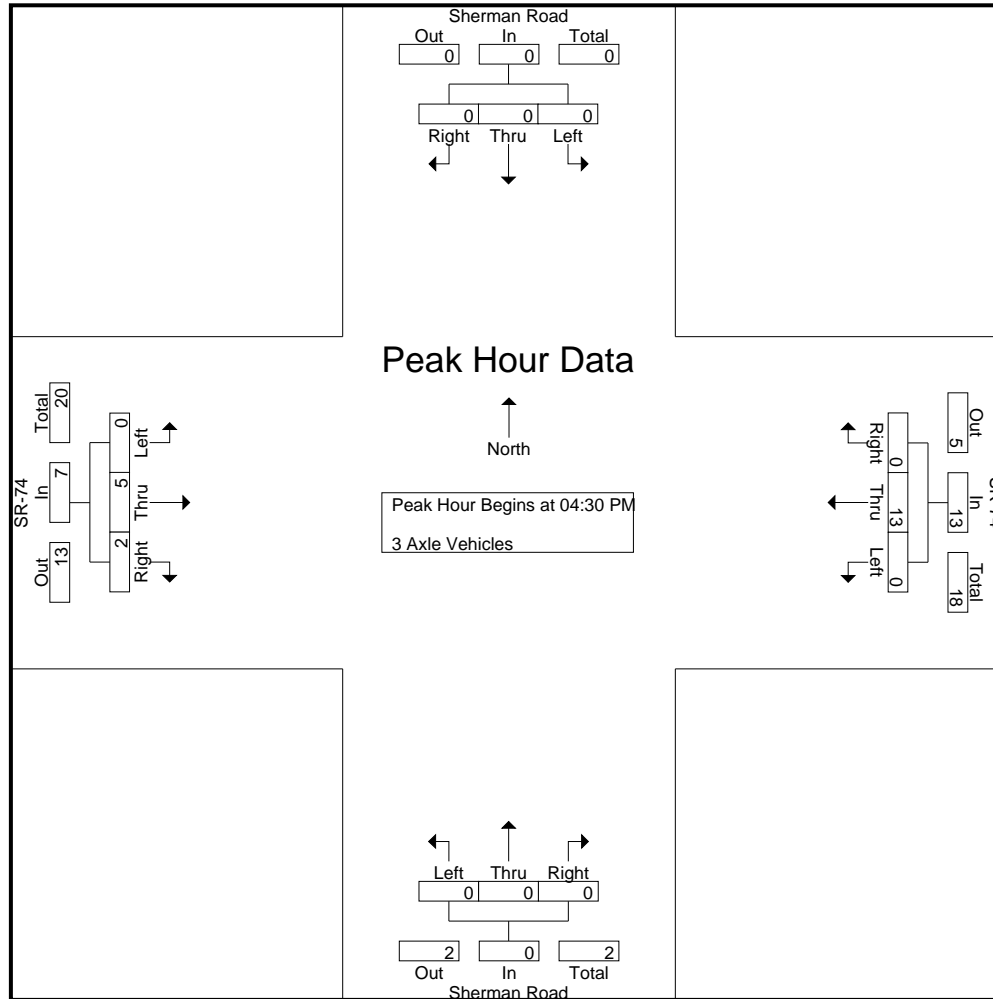 Sherman Road
Out In Total
0 0 0
0 0 0
Right Thru Left
Peak Hour Data
North
Peak Hour Begins at 04:30 PM
3 Axle Vehicles
SR-74
Total In Out
20 7 13
0 5 2
Left Thru Right
Right Thru Left
0 13 0
5 13 18
Out In Total
Left Thru Right
0 0 0
2 0 2
Out In Total
Sherman Road